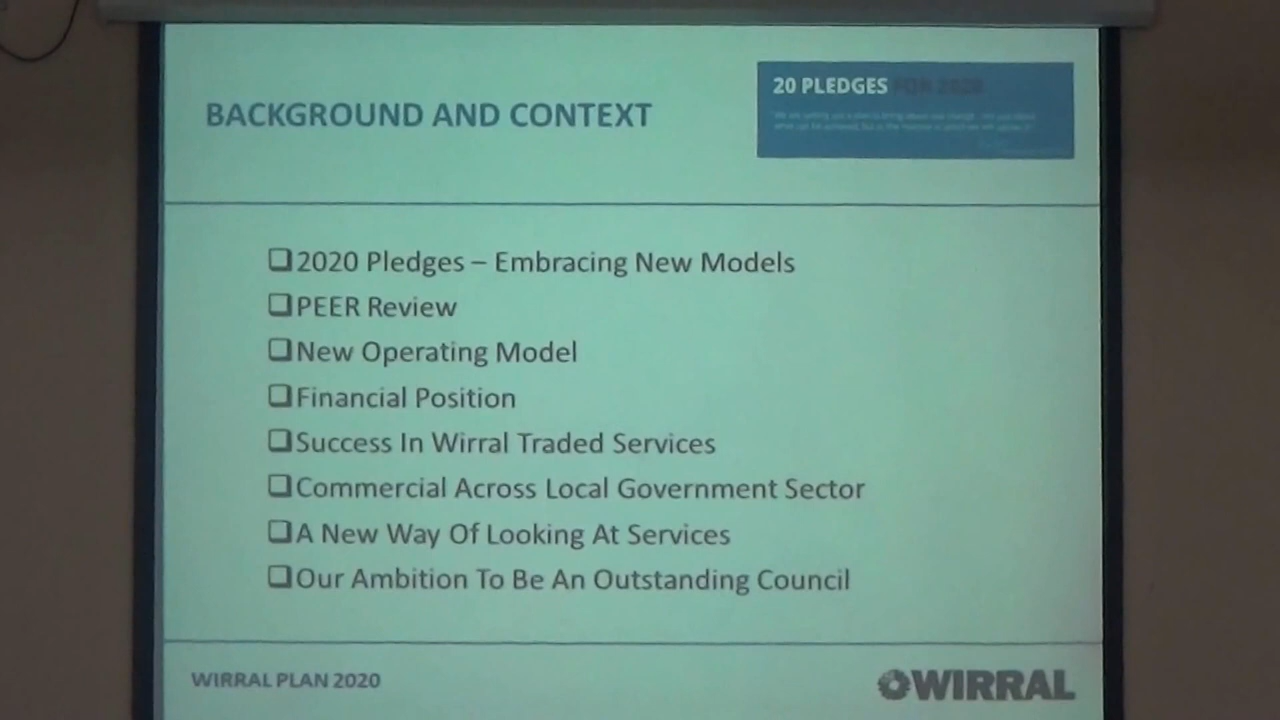 BACKGROUND AND CONTEXT
20 PLEDGES FOR 2020
❑2020 Pledges – Embracing New Models
❑PEER Review
❑New Operating Model
❑Financial Position
❑Success In Wirral Traded Services
❑Commercial Across Local Government Sector
❑A New Way Of Looking At Services
❑Our Ambition To Be An Outstanding Council
WIRRAL PLAN 2020
WIRRAL